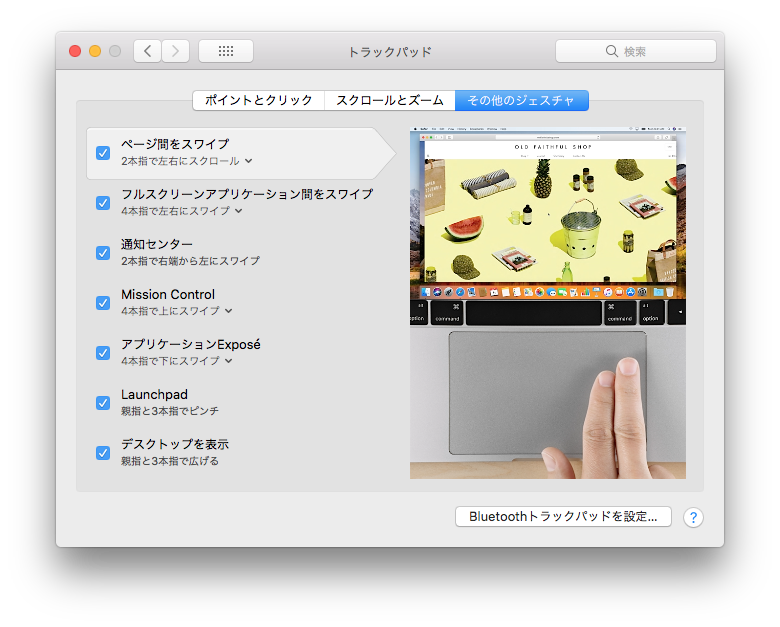 トラックパッド
検索
ポイントとクリック
スクロールとズーム
その他のジェスチャ
ページ間をスワイプ
2本指で左右にスクロール
フルスクリーンアプリケーション間をスワイプ
4本指で左右にスワイプ
通知センター
2本指で右端から左にスワイプ
Mission Control
4本指で上にスワイプ
アプリケーションExposé
4本指で下にスワイプ
Launchpad
親指と3本指でピンチ
デスクトップを表示
親指と3本指で広げる
OLD FAITHFUL SHOP
⌘
⌘
alt
option
command
command
option
Bluetoothトラックパッドを設定...
?